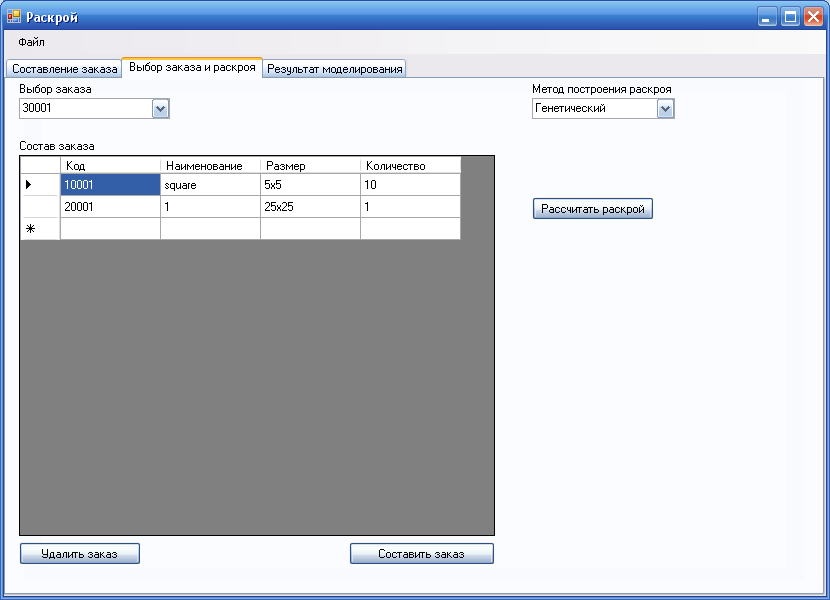 Раскрой
Файл
Составление заказа Выбор заказа и раскроя Результат моделирования
Выбор заказа Метод построения раскроя
30001 Генетический
Состав заказа
Код Наименование Размер Количество
10001 square 5x5 10
20001 1 25x25 1
Рассчитать раскрой
Удалить заказ Составить заказ